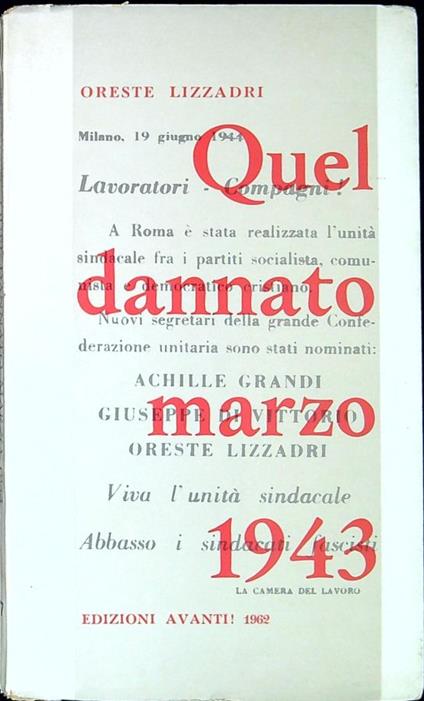 ORESTE LIZZADRI
Milano, 19 giugno 1944
Quel
Lavoratori - Compagni!
A Roma è stata realizzata l'unità
sindacale fra i partiti socialista, comu-
dannato
nista e democratico cristiano.
Nuovi segretari della grande Confe-
derazione unitaria sono stati nominati:
ACHILLE GRANDI
marzo
GIUSEPPE DI VITTORIO
ORESTE LIZZADRI
Viva l'unità sindacale
1943
Abbasso i sindacati fascisti
LA CAMERA DEL LAVORO
EDIZIONI AVANTI! 1962